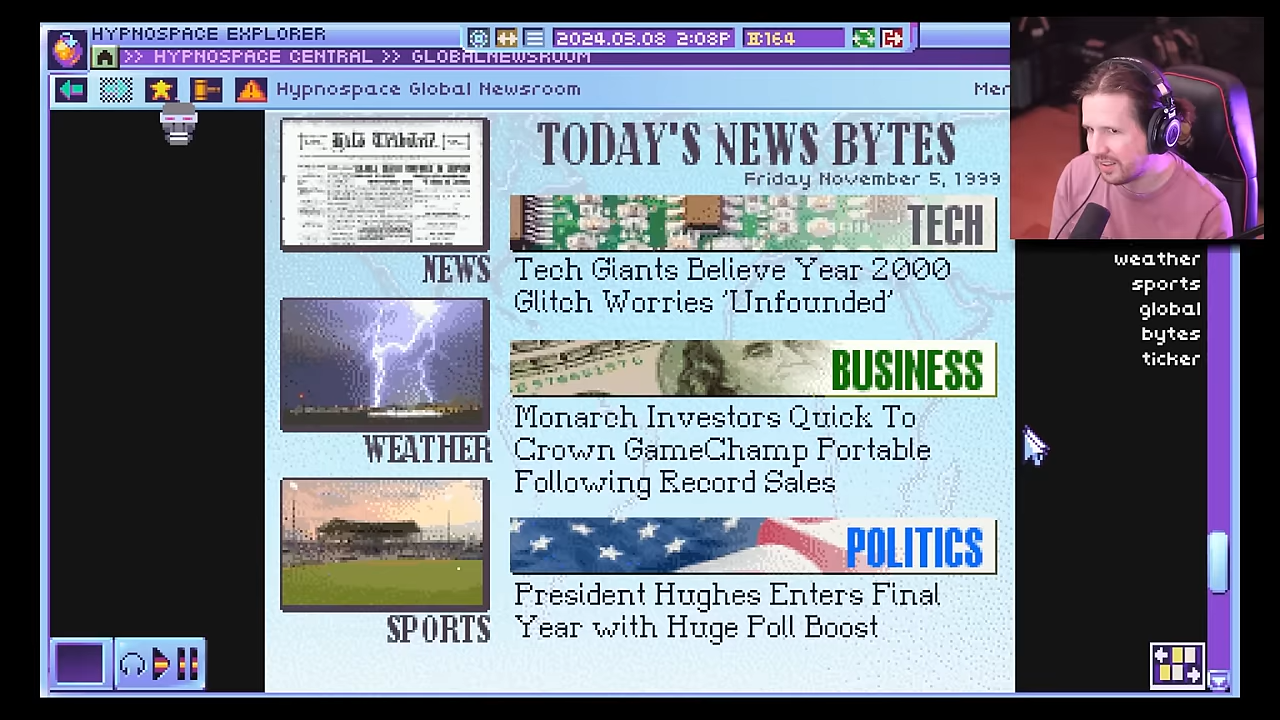 HYPNOSPACE EXPLORER
2024.03.08 2:08P
164
>> HYPNOSPACE CENTRAL >> GLOBALNEWSROOM
Hypnospace Global Newsroom
TODAY'S NEWS BYTES
Friday November 5, 1999
NEWS
TECH
Tech Giants Believe Year 2000
Glitch Worries 'Unfounded'
WEATHER
BUSINESS
Monarch Investors Quick To
Crown GameChamp Portable
Following Record Sales
SPORTS
POLITICS
President Hughes Enters Final
Year with Huge Poll Boost
weather
sports
global
bytes
ticker